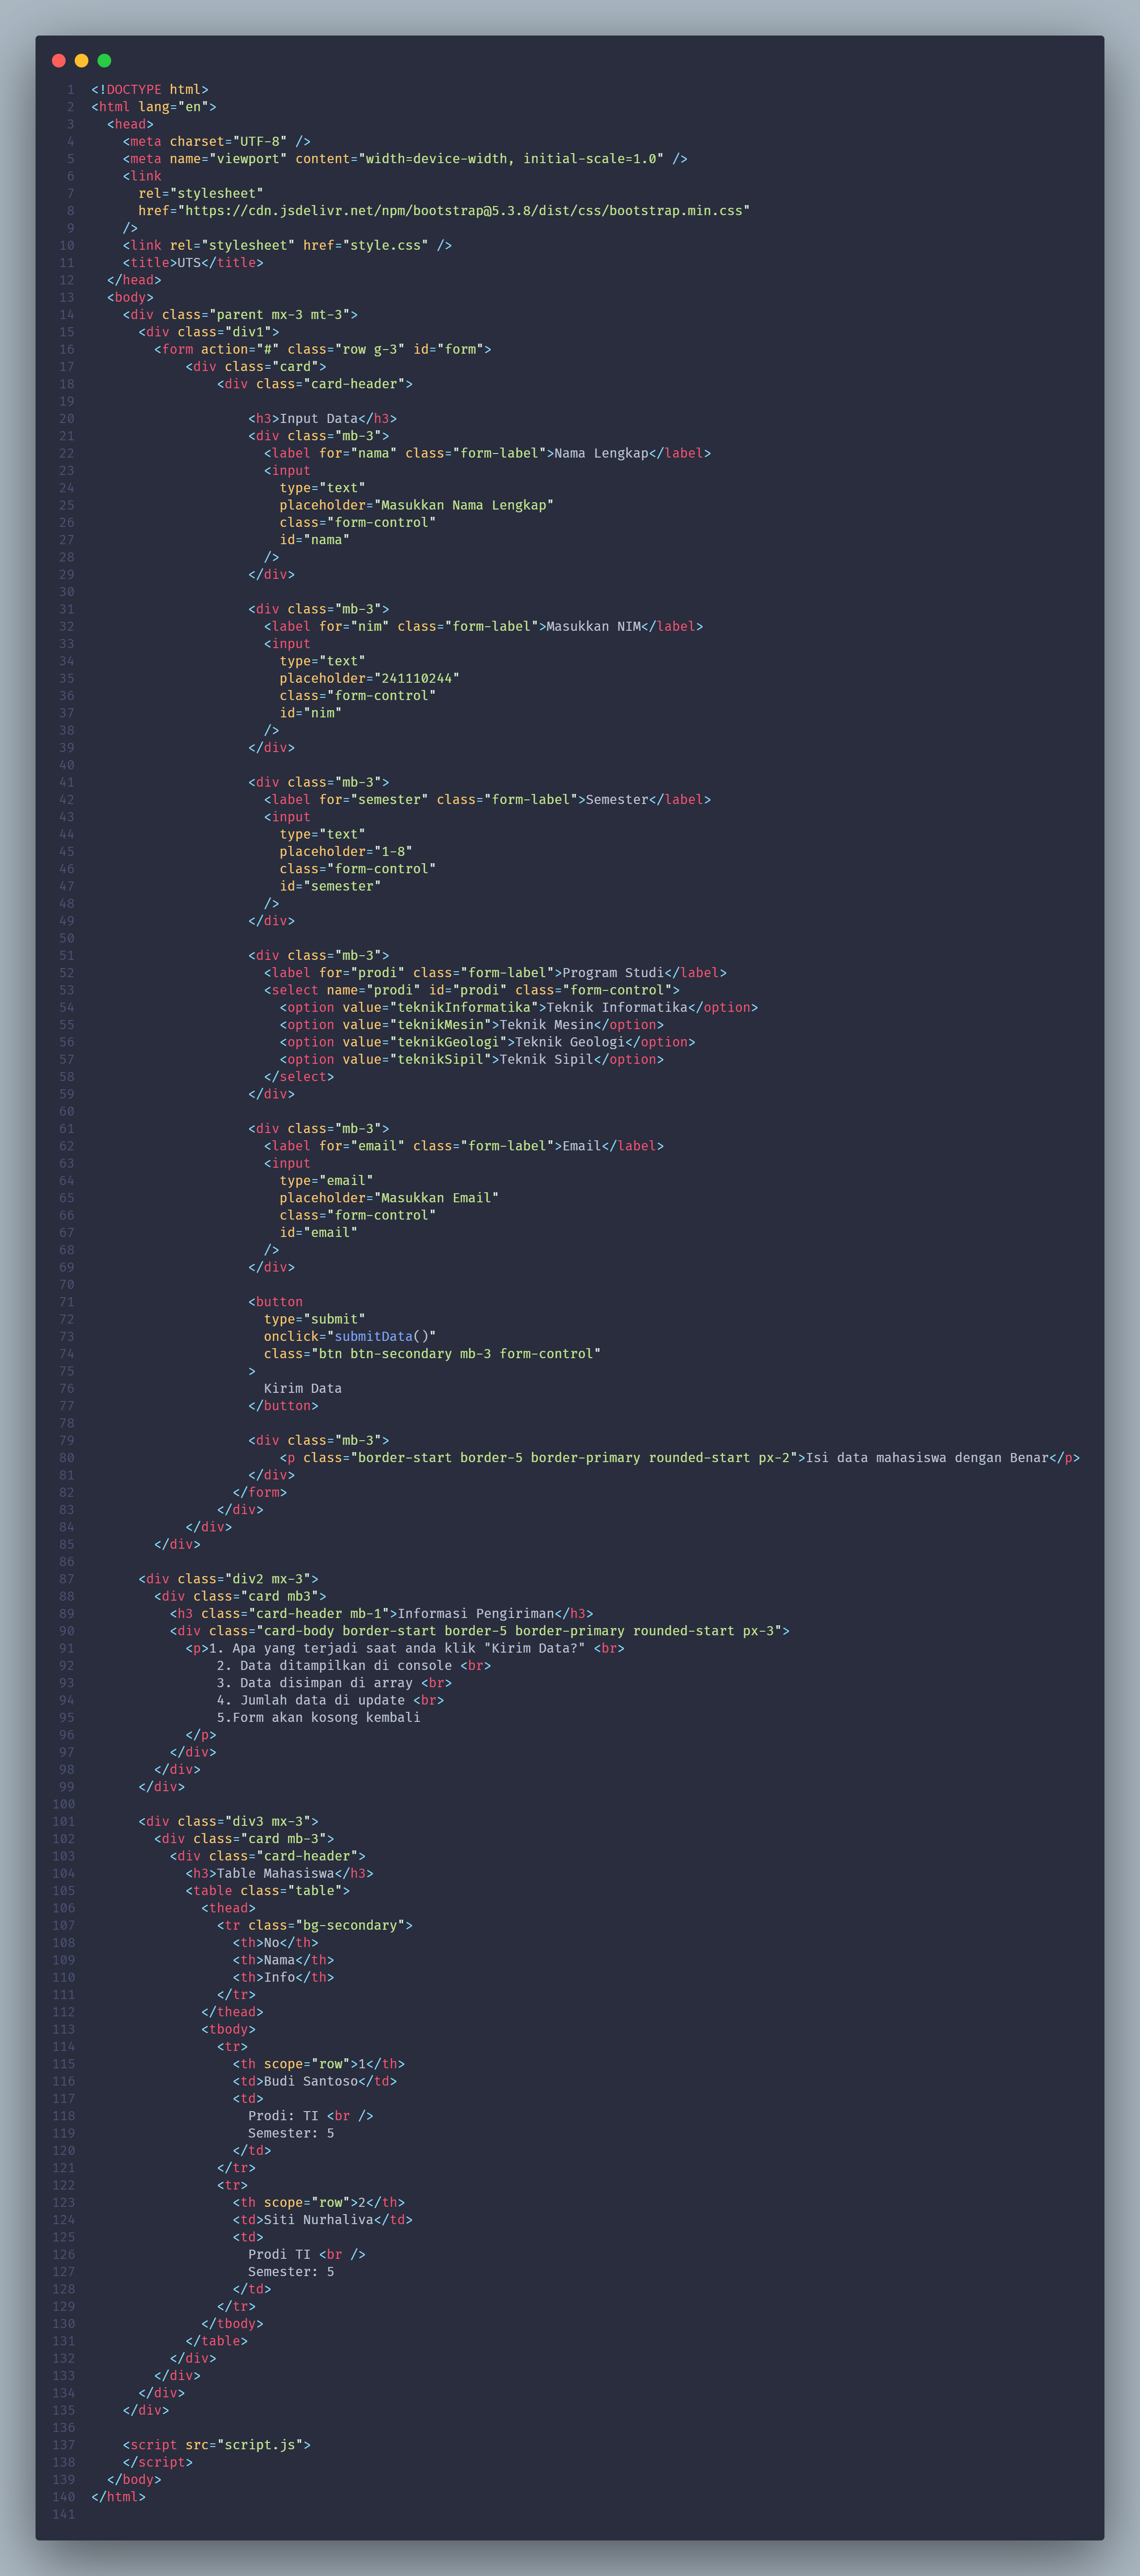 1 <!DOCTYPE html>
2 <html lang="en">
3   <head>
4     <meta charset="UTF-8" />
5     <meta name="viewport" content="width=device-width, initial-scale=1.0" />
6     <link
7       rel="stylesheet"
8       href="https://cdn.jsdelivr.net/npm/bootstrap@5.3.8/dist/css/bootstrap.min.css"
9     />
10     <link rel="stylesheet" href="style.css" />
11     <title>UTS</title>
12   </head>
13   <body>
14     <div class="parent mx-3 mt-3">
15       <div class="div1">
16         <form action="#" class="row g-3" id="form">
17             <div class="card">
18                 <div class="card-header">
19
20                     <h3>Input Data</h3>
21                     <div class="mb-3">
22                       <label for="nama" class="form-label">Nama Lengkap</label>
23                       <input
24                         type="text"
25                         placeholder="Masukkan Nama Lengkap"
26                         class="form-control"
27                         id="nama"
28                       />
29                     </div>
30
31                     <div class="mb-3">
32                       <label for="nim" class="form-label">Masukkan NIM</label>
33                       <input
34                         type="text"
35                         placeholder="241110244"
36                         class="form-control"
37                         id="nim"
38                       />
39                     </div>
40
41                     <div class="mb-3">
42                       <label for="semester" class="form-label">Semester</label>
43                       <input
44                         type="text"
45                         placeholder="1-8"
46                         class="form-control"
47                         id="semester"
48                       />
49                     </div>
50
51                     <div class="mb-3">
52                       <label for="prodi" class="form-label">Program Studi</label>
53                       <select name="prodi" id="prodi" class="form-control">
54                         <option value="teknikInformatika">Teknik Informatika</option>
55                         <option value="teknikMesin">Teknik Mesin</option>
56                         <option value="teknikGeologi">Teknik Geologi</option>
57                         <option value="teknikSipil">Teknik Sipil</option>
58                       </select>
59                     </div>
60
61                     <div class="mb-3">
62                       <label for="email" class="form-label">Email</label>
63                       <input
64                         type="email"
65                         placeholder="Masukkan Email"
66                         class="form-control"
67                         id="email"
68                       />
69                     </div>
70
71                     <button
72                       type="submit"
73                       onclick="submitData()"
74                       class="btn btn-secondary mb-3 form-control"
75                     >
76                       Kirim Data
77                     </button>
78
79                     <div class="mb-3">
80                         <p class="border-start border-5 border-primary rounded-start px-2">Isi data mahasiswa dengan Benar</p>
81                     </div>
82                   </form>
83                 </div>
84             </div>
85         </div>
86
87       <div class="div2 mx-3">
88         <div class="card mb3">
89           <h3 class="card-header mb-1">Informasi Pengiriman</h3>
90           <div class="card-body border-start border-5 border-primary rounded-start px-3">
91             <p>1. Apa yang terjadi saat anda klik "Kirim Data?" <br>
92                 2. Data ditampilkan di console <br>
93                 3. Data disimpan di array <br>
94                 4. Jumlah data di update <br>
95                 5.Form akan kosong kembali
96             </p>
97           </div>
98         </div>
99       </div>
100
101       <div class="div3 mx-3">
102         <div class="card mb-3">
103           <div class="card-header">
104             <h3>Table Mahasiswa</h3>
105             <table class="table">
106               <thead>
107                 <tr class="bg-secondary">
108                   <th>No</th>
109                   <th>Nama</th>
110                   <th>Info</th>
111                 </tr>
112               </thead>
113               <tbody>
114                 <tr>
115                   <th scope="row">1</th>
116                   <td>Budi Santoso</td>
117                   <td>
118                     Prodi: TI <br />
119                     Semester: 5
120                   </td>
121                 </tr>
122                 <tr>
123                   <th scope="row">2</th>
124                   <td>Siti Nurhaliva</td>
125                   <td>
126                     Prodi TI <br />
127                     Semester: 5
128                   </td>
129                 </tr>
130               </tbody>
131             </table>
132           </div>
133         </div>
134       </div>
135     </div>
136
137     <script src="script.js">
138     </script>
139   </body>
140 </html>
141